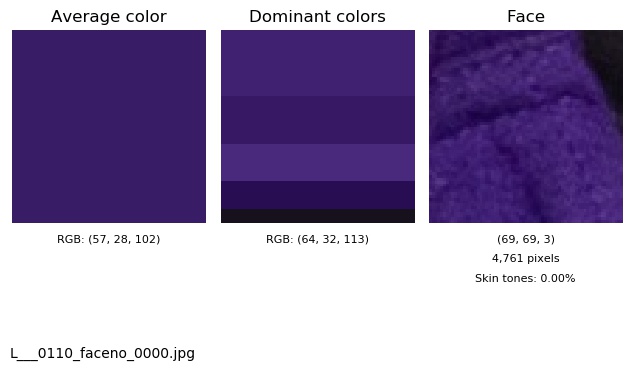 Average color
Dominant colors
Face
RGB: (57, 28, 102)
RGB: (64, 32, 113)
(69, 69, 3)
4,761 pixels
Skin tones: 0.00%
L___0110_faceno_0000.jpg